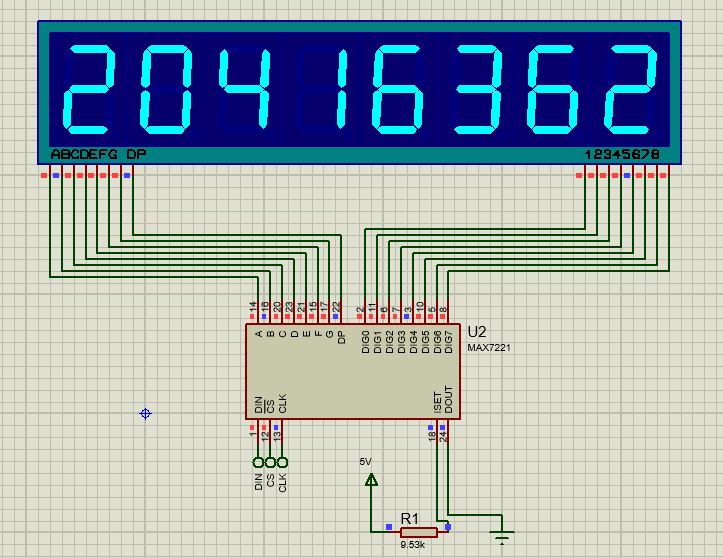 20416362
ABCDEFG DP 12345678
14 16 20 23 21 15 17 22 2 11 6 7 3 10 5 8
A B C D E F G DP DIG0 DIG1 DIG2 DIG3 DIG4 DIG5 DIG6 DIG7
U2
MAX7221
DIN CS CLK ISET DOUT
1 12 13 18 24
DIN CS CLK
5V
R1
9.53k